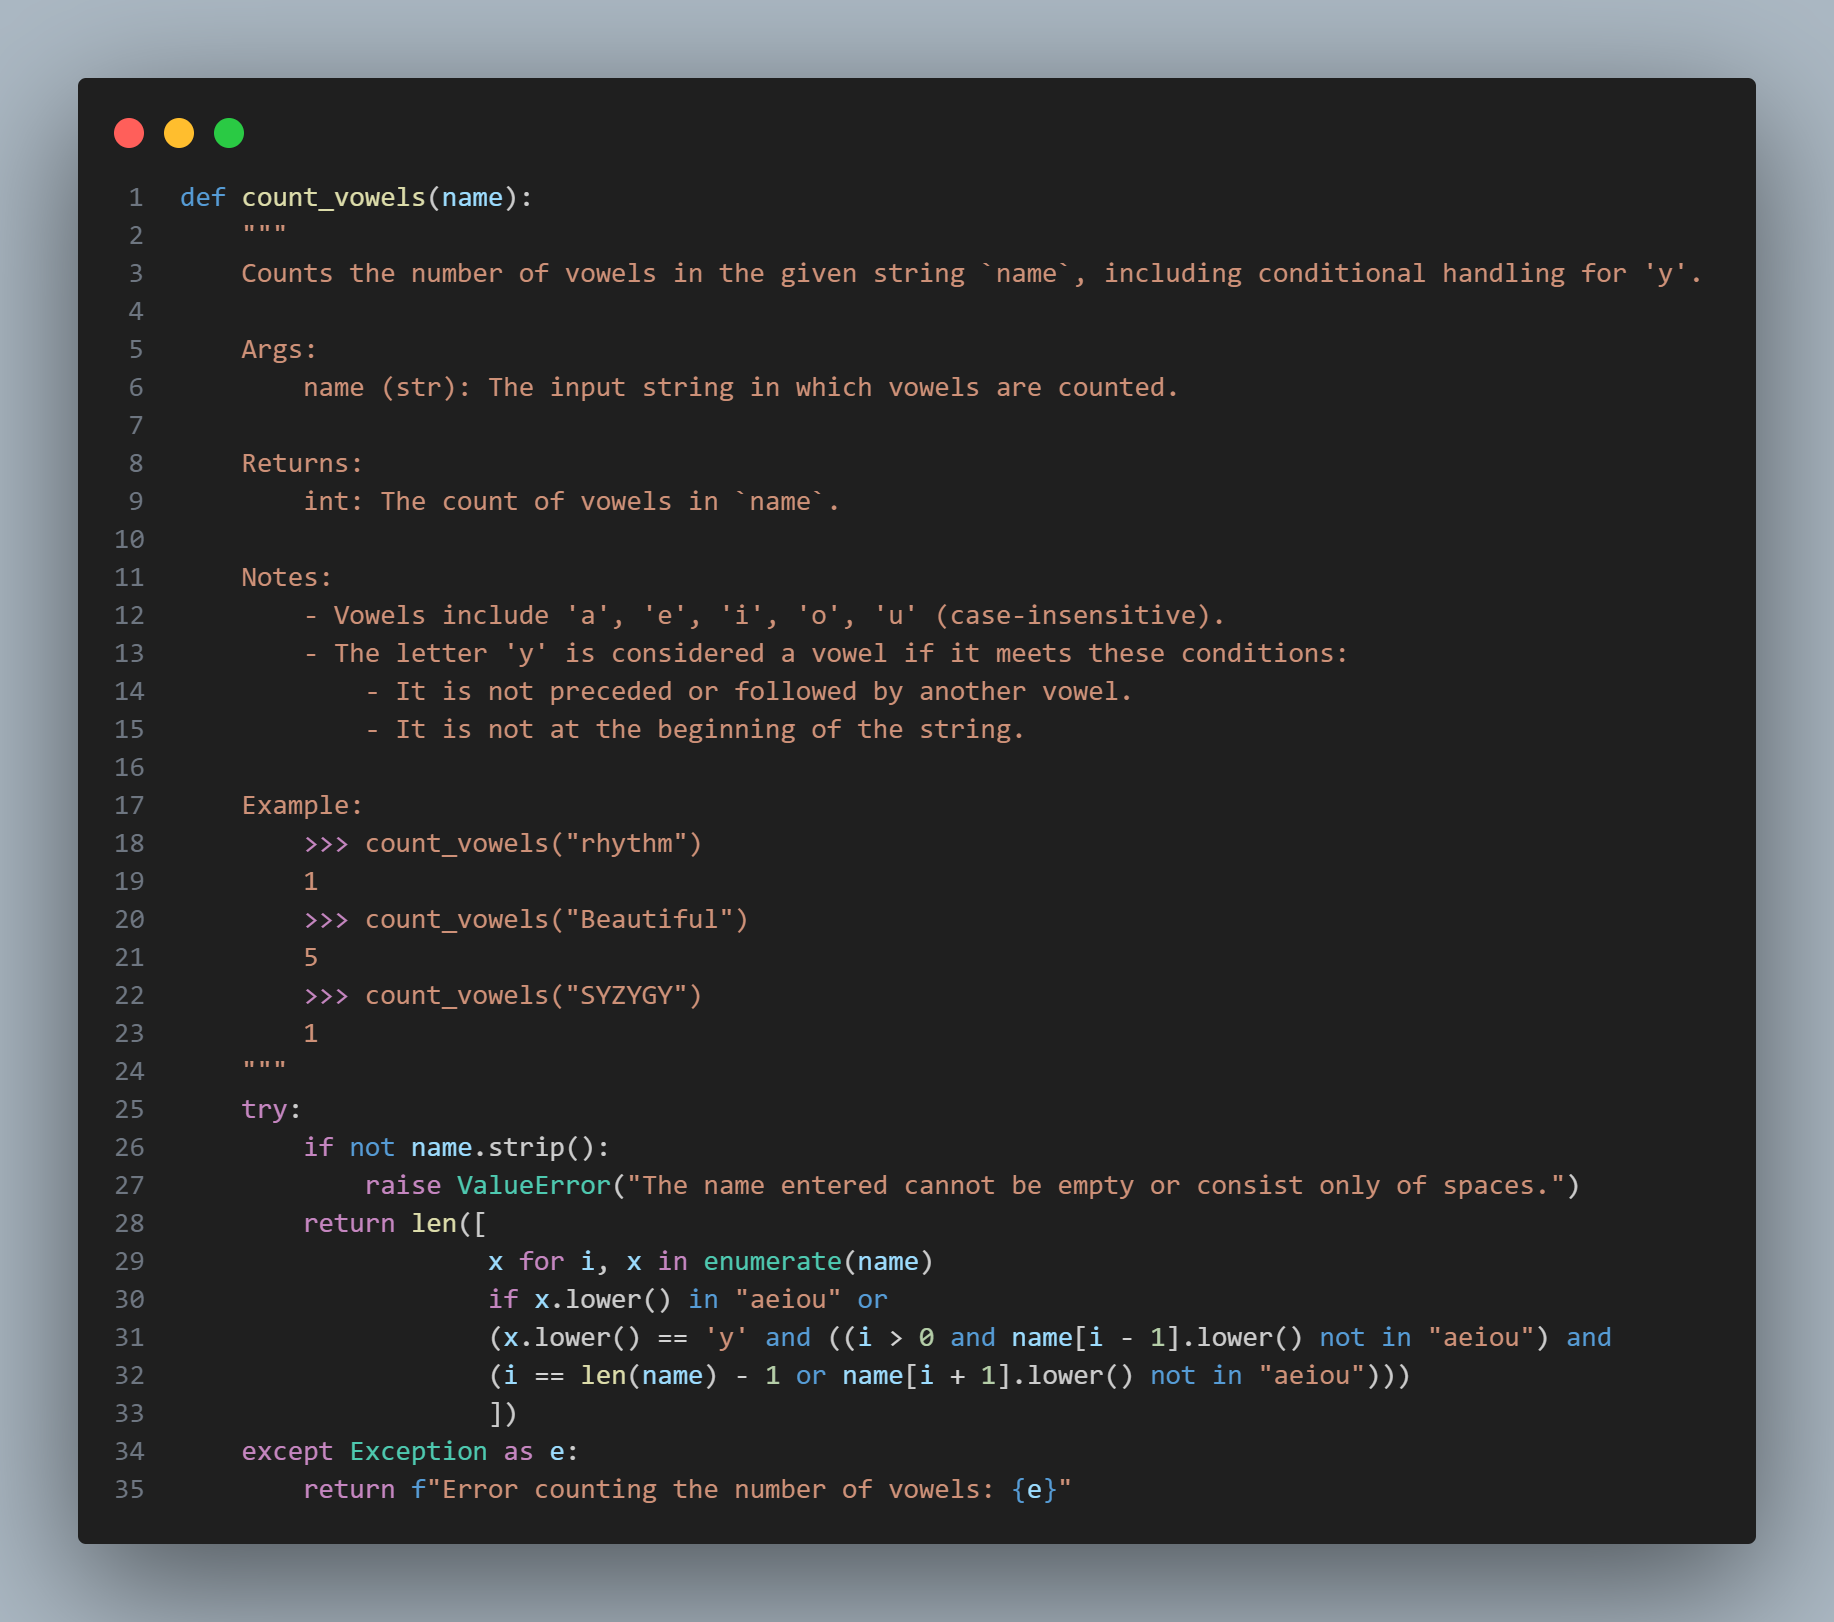 1 def count_vowels(name):
2     """
3     Counts the number of vowels in the given string `name`, including conditional handling for 'y'.
4
5     Args:
6         name (str): The input string in which vowels are counted.
7
8     Returns:
9         int: The count of vowels in `name`.
10
11     Notes:
12         - Vowels include 'a', 'e', 'i', 'o', 'u' (case-insensitive).
13         - The letter 'y' is considered a vowel if it meets these conditions:
14             - It is not preceded or followed by another vowel.
15             - It is not at the beginning of the string.
16
17     Example:
18         >>> count_vowels("rhythm")
19         1
20         >>> count_vowels("Beautiful")
21         5
22         >>> count_vowels("SYZYGY")
23         1
24     """
25     try:
26         if not name.strip():
27             raise ValueError("The name entered cannot be empty or consist only of spaces.")
28         return len([
29                     x for i, x in enumerate(name)
30                     if x.lower() in "aeiou" or
31                     (x.lower() == 'y' and ((i > 0 and name[i - 1].lower() not in "aeiou") and
32                     (i == len(name) - 1 or name[i + 1].lower() not in "aeiou")))
33                     ])
34     except Exception as e:
35         return f"Error counting the number of vowels: {e}"